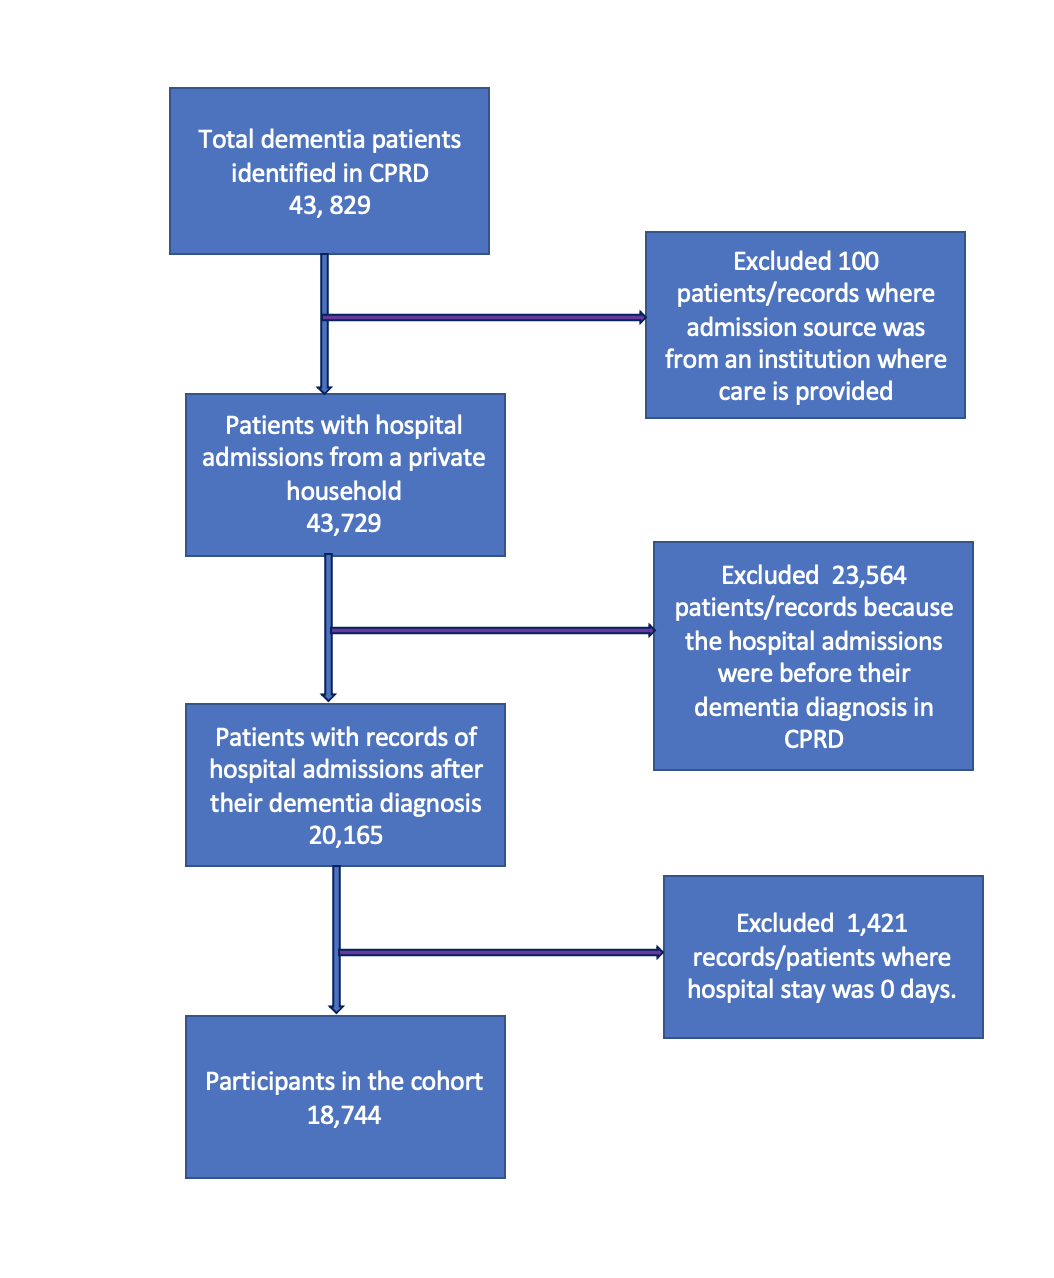 Total dementia patients
identified in CPRD
43, 829
Excluded 100
patients/records where
admission source was
from an institution where
care is provided
Patients with hospital
admissions from a private
household
43,729
Excluded  23,564
patients/records because
the hospital admissions
were before their
dementia diagnosis in
CPRD
Patients with records of
hospital admissions after
their dementia diagnosis
20,165
Excluded  1,421
records/patients where
hospital stay was 0 days.
Participants in the cohort
18,744